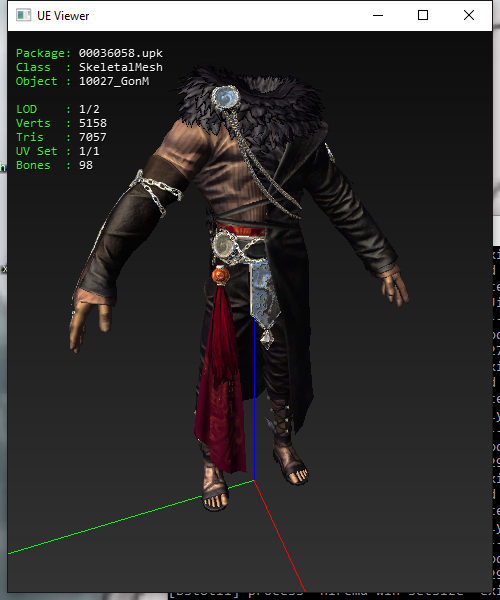 UE Viewer
Package: 00036058.upk
Class  : SkeletalMesh
Object : 10027_GonM
LOD    : 1/2
Verts  : 5158
Tris   : 7057
UV Set : 1/1
Bones  : 98